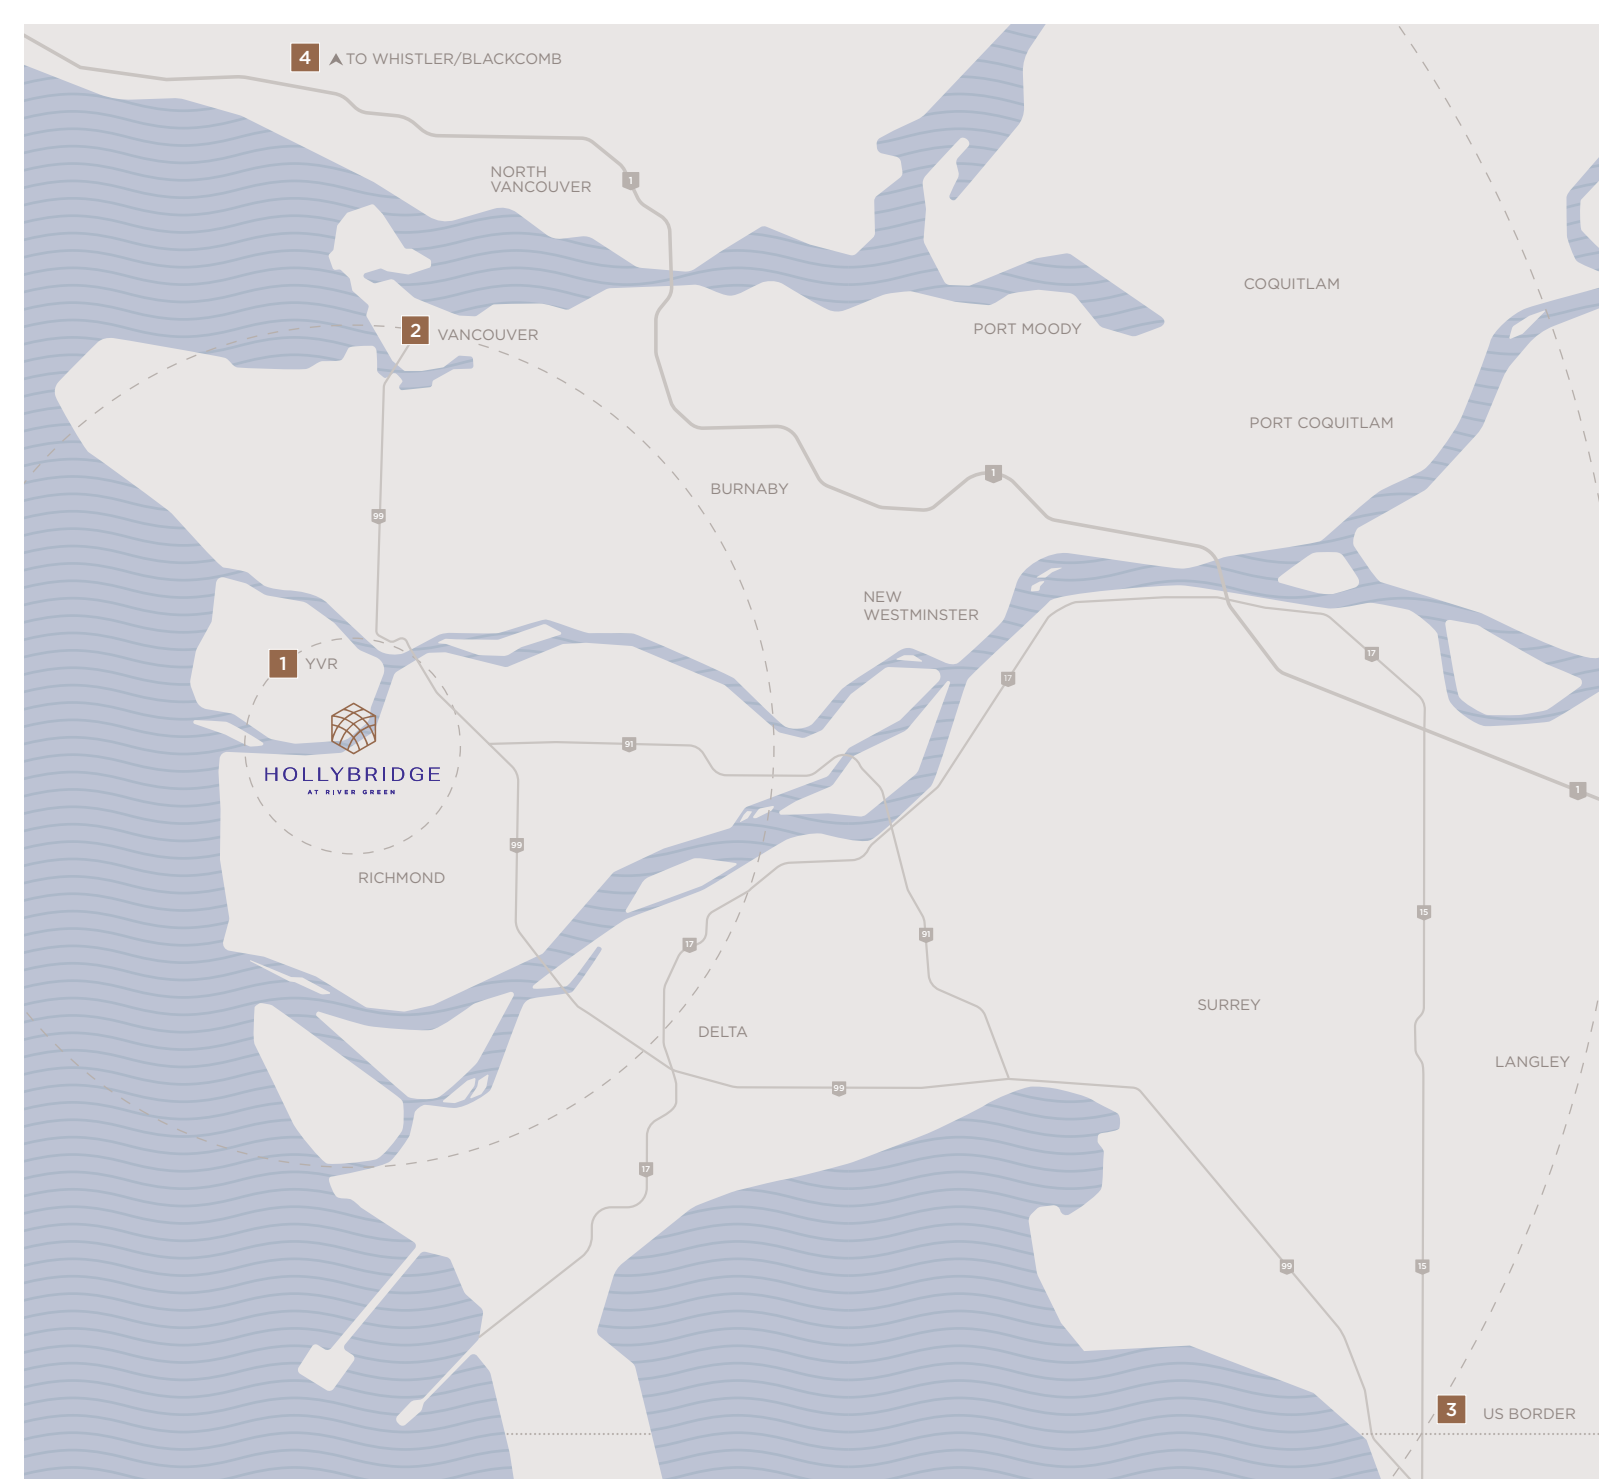 4 TO WHISTLER/BLACKCOMB
NORTH
VANCOUVER
1
COQUITLAM
PORT MOODY
2 VANCOUVER
PORT COQUITLAM
1
BURNABY
99
NEW
WESTMINSTER
17
1 YVR
17
91
HOLLYBRIDGE
AT RIVER GREEN
1
99
RICHMOND
15
91
17
SURREY
DELTA
LANGLEY
99
17
99
15
3 US BORDER